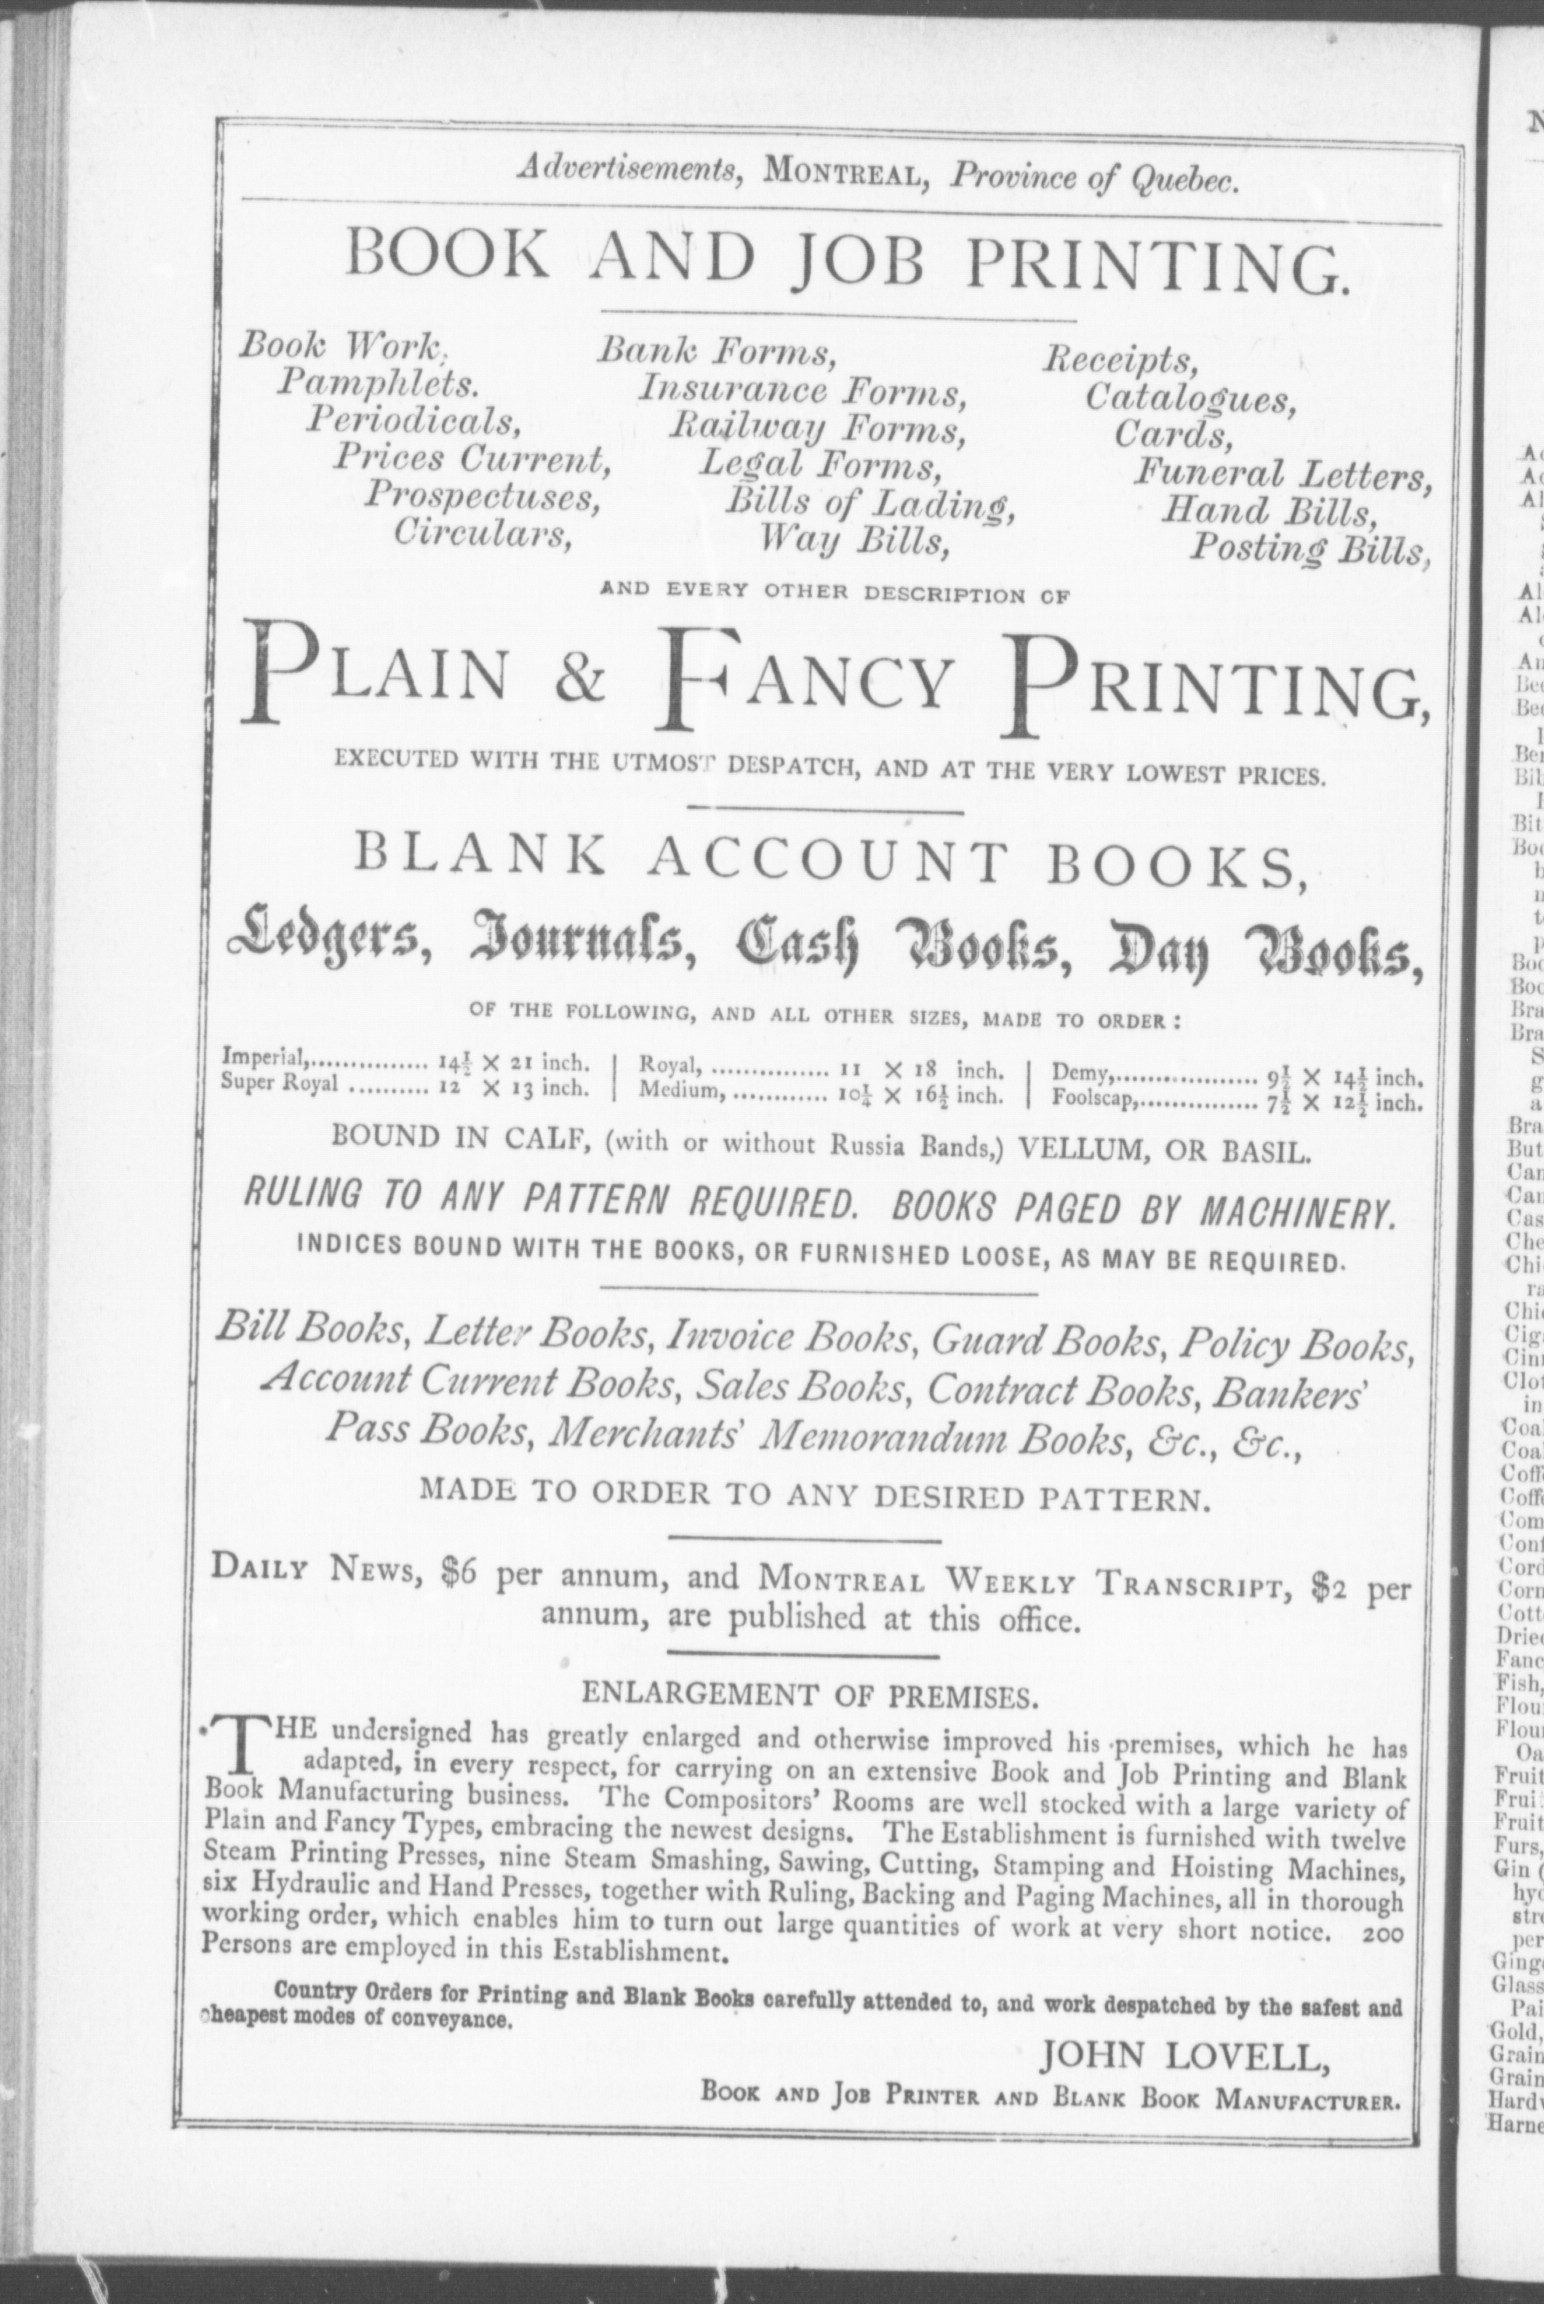 Advertisements, MONTREAL, Province of Quebec.
BOOK AND JOB PRINTING.
Book Work,
Pamphlets.
Periodicals,
Prices Current,
Prospectuses,
Circulars,
Bank Forms,
Insurance Forms,
Railway Forms,
Legal Forms,
Bills of Lading,
Way Bills,
Receipts,
Catalogues,
Cards,
Funeral Letters,
Hand Bills,
Posting Bills,
AND EVERY OTHER DESCRIPTION OF
PLAIN & FANCY PRINTING,
EXECUTED WITH THE UTMOST DESPATCH, AND AT THE VERY LOWEST PRICES.
BLANK ACCOUNT BOOKS,
Ledgers, Journals, Cash Books, Day Books,
OF THE FOLLOWING, AND ALL OTHER SIZES, MADE TO ORDER:
Imperial,............... 14½ × 21 inch. | Royal, ............... 11 × 18 inch. | Demy,.................. 9½ × 14½ inch.
Super Royal .......... 12 × 13 inch. | Medium, ............ 10¼ × 16½ inch. | Foolscap,............... 7½ × 12½ inch.
BOUND IN CALF, (with or without Russia Bands,) VELLUM, OR BASIL.
RULING TO ANY PATTERN REQUIRED. BOOKS PAGED BY MACHINERY.
INDICES BOUND WITH THE BOOKS, OR FURNISHED LOOSE, AS MAY BE REQUIRED.
Bill Books, Letter Books, Invoice Books, Guard Books, Policy Books,
Account Current Books, Sales Books, Contract Books, Bankers'
Pass Books, Merchants' Memorandum Books, &c., &c.,
MADE TO ORDER TO ANY DESIRED PATTERN.
DAILY NEWS, $6 per annum, and MONTREAL WEEKLY TRANSCRIPT, $2 per
annum, are published at this office.
ENLARGEMENT OF PREMISES.
THE undersigned has greatly enlarged and otherwise improved his premises, which he has
adapted, in every respect, for carrying on an extensive Book and Job Printing and Blank
Book Manufacturing business. The Compositors' Rooms are well stocked with a large variety of
Plain and Fancy Types, embracing the newest designs. The Establishment is furnished with twelve
Steam Printing Presses, nine Steam Smashing, Sawing, Cutting, Stamping and Hoisting Machines,
six Hydraulic and Hand Presses, together with Ruling, Backing and Paging Machines, all in thorough
working order, which enables him to turn out large quantities of work at very short notice. 200
Persons are employed in this Establishment.
Country Orders for Printing and Blank Books carefully attended to, and work despatched by the safest and
cheapest modes of conveyance.
JOHN LOVELL,
BOOK AND JOB PRINTER AND BLANK BOOK MANUFACTURER.